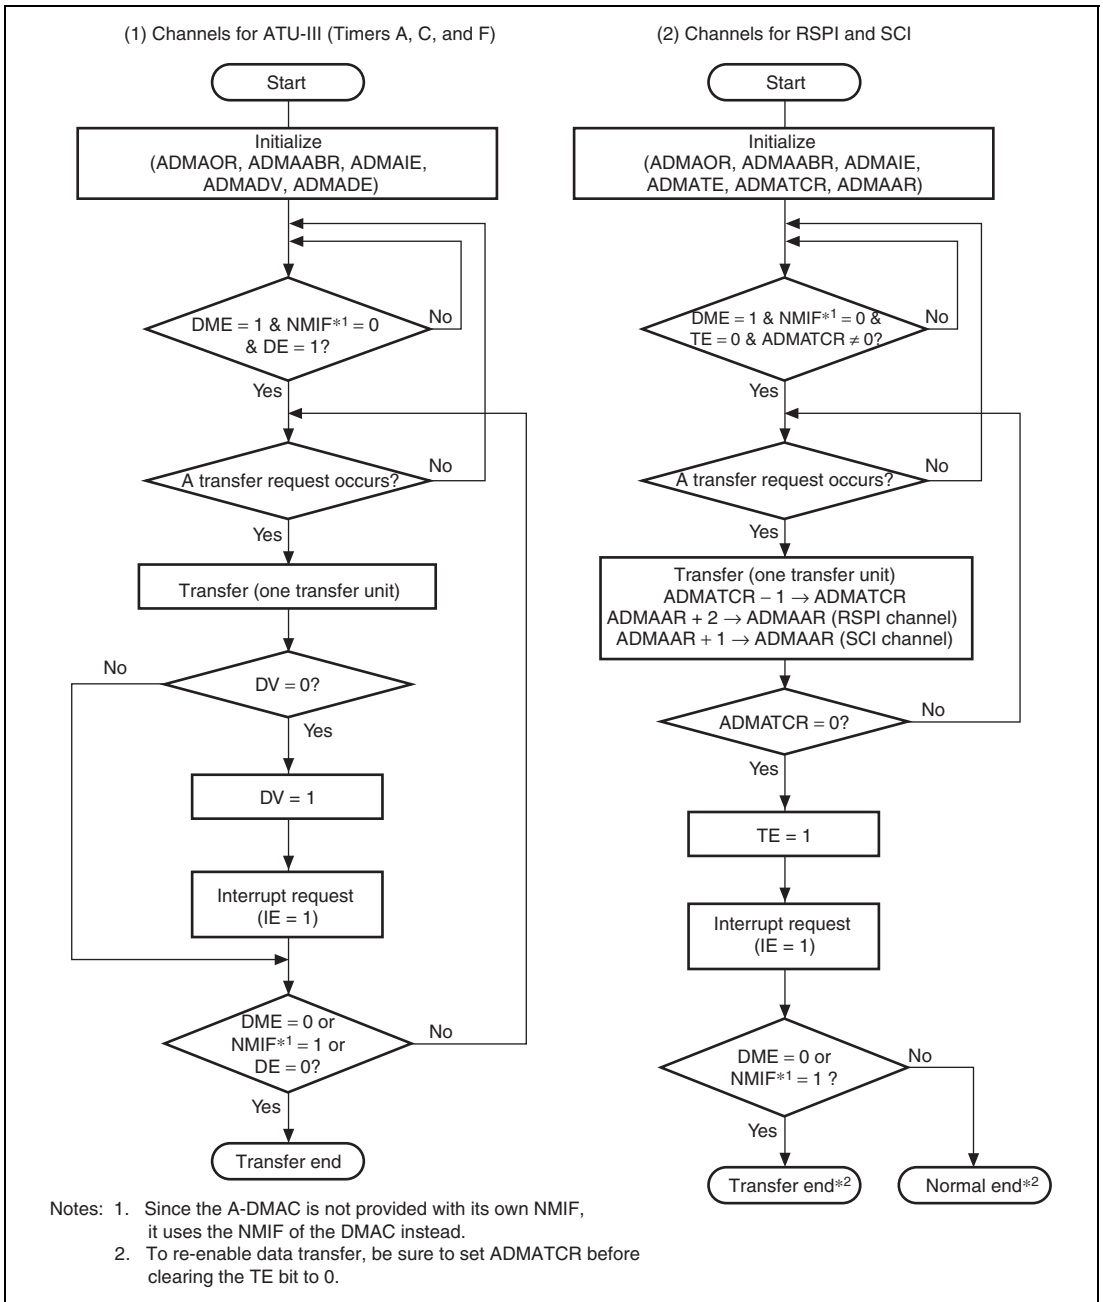 (1) Channels for ATU-III (Timers A, C, and F)
Start
Initialize
(ADMAOR, ADMAABR, ADMAIE,
ADMADV, ADMADE)
DME = 1 & NMIF*1 = 0
& DE = 1?
No
Yes
A transfer request occurs?
No
Yes
Transfer (one transfer unit)
DV = 0?
No
Yes
DV = 1
Interrupt request
(IE = 1)
DME = 0 or
NMIF*1 = 1 or
DE = 0?
No
Yes
Transfer end
(2) Channels for RSPI and SCI
Start
Initialize
(ADMAOR, ADMAABR, ADMAIE,
ADMATE, ADMATCR, ADMAAR)
DME = 1 & NMIF*1 = 0 &
TE = 0 & ADMATCR ≠ 0?
No
Yes
A transfer request occurs?
No
Yes
Transfer (one transfer unit)
ADMATCR – 1 → ADMATCR
ADMAAR + 2 → ADMAAR (RSPI channel)
ADMAAR + 1 → ADMAAR (SCI channel)
ADMATCR = 0?
No
Yes
TE = 1
Interrupt request
(IE = 1)
DME = 0 or
NMIF*1 = 1 ?
No
Yes
Transfer end*2
Normal end*2
Notes: 1. Since the A-DMAC is not provided with its own NMIF,
it uses the NMIF of the DMAC instead.
2. To re-enable data transfer, be sure to set ADMATCR before
clearing the TE bit to 0.